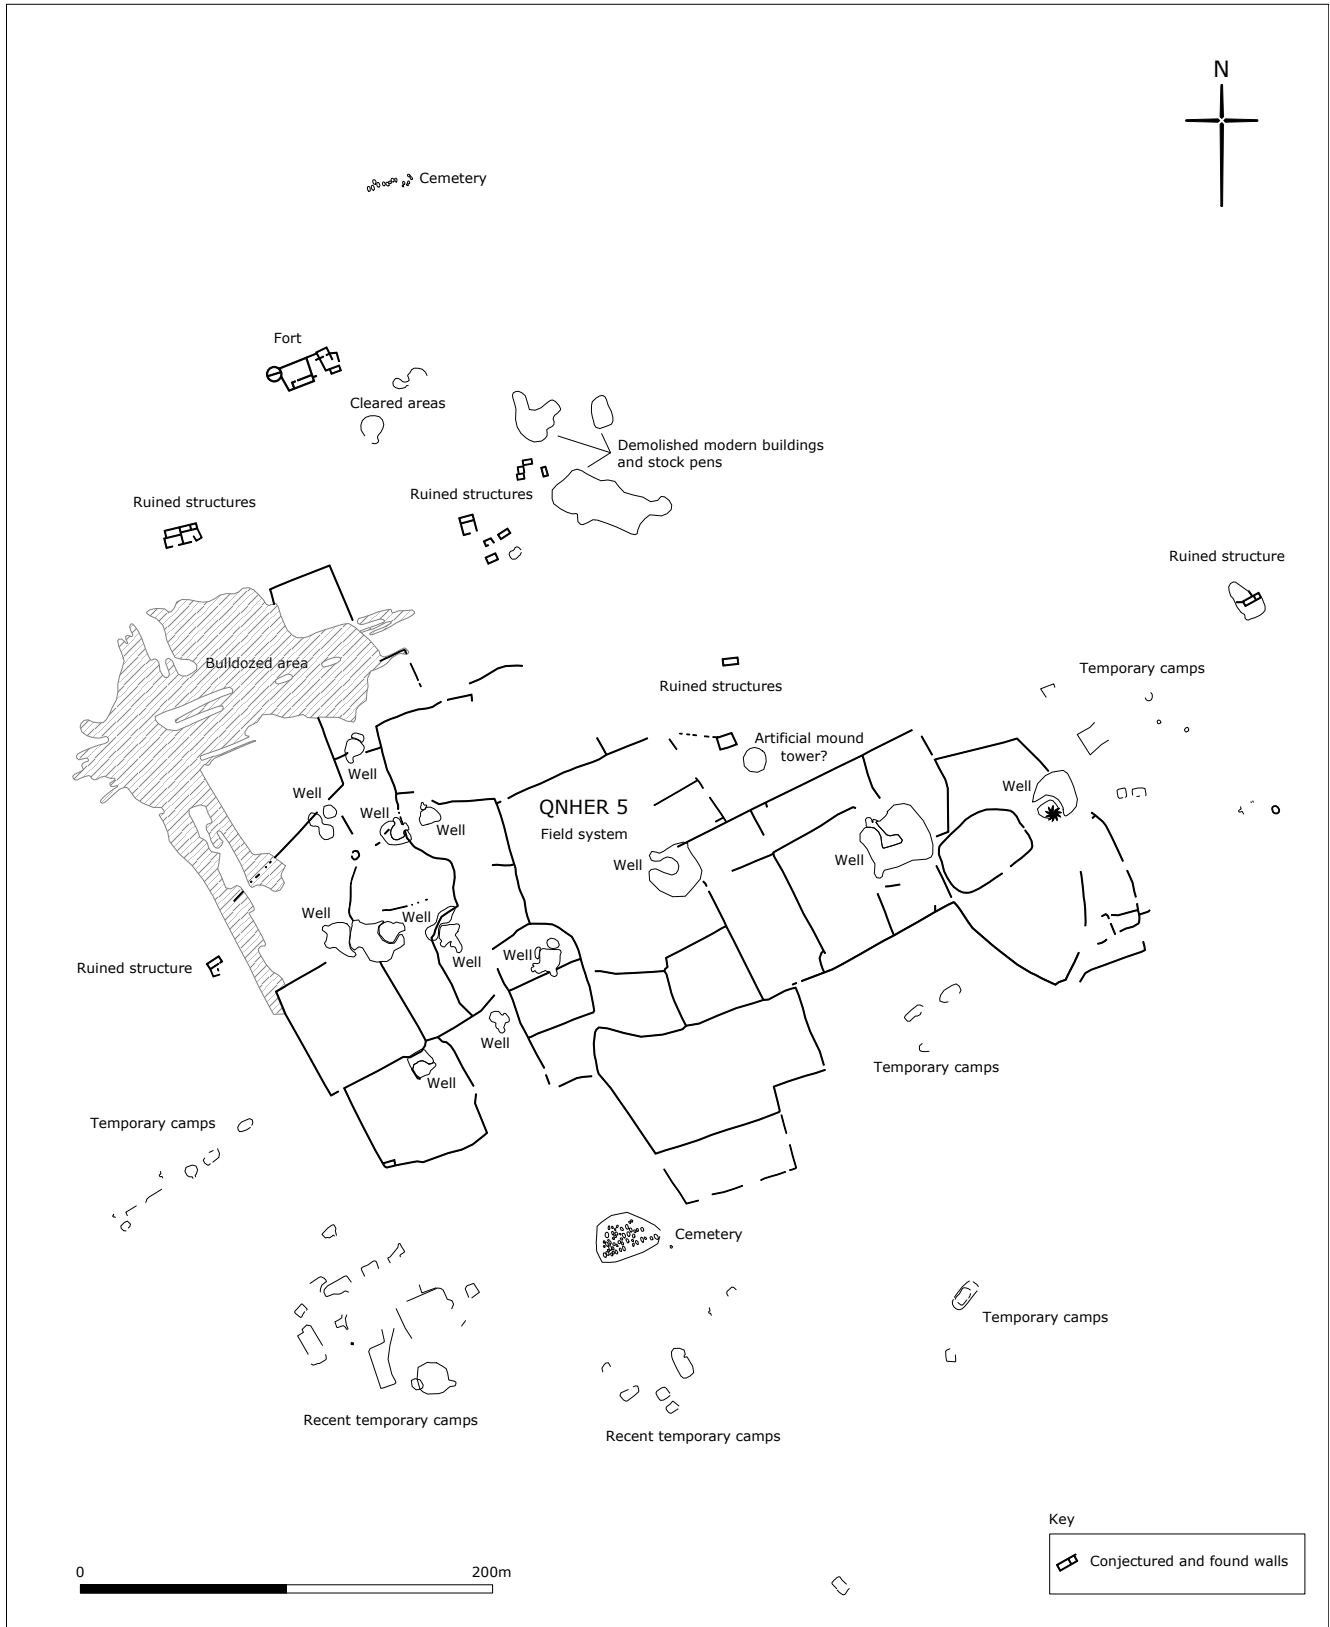 N
Cemetery
Fort
Cleared areas
Demolished modern buildings
and stock pens
Ruined structures
Ruined structures
Ruined structure
Bulldozed area
Temporary camps
Ruined structures
Artificial mound
tower?
Well
Well
Well
Well
Well
QNHER 5
Field system
Well
Well
Well
Well
Well
Well
Ruined structure
Well
Well
Temporary camps
Temporary camps
Cemetery
Temporary camps
Recent temporary camps
Recent temporary camps
Key
Conjectured and found walls
0
200m